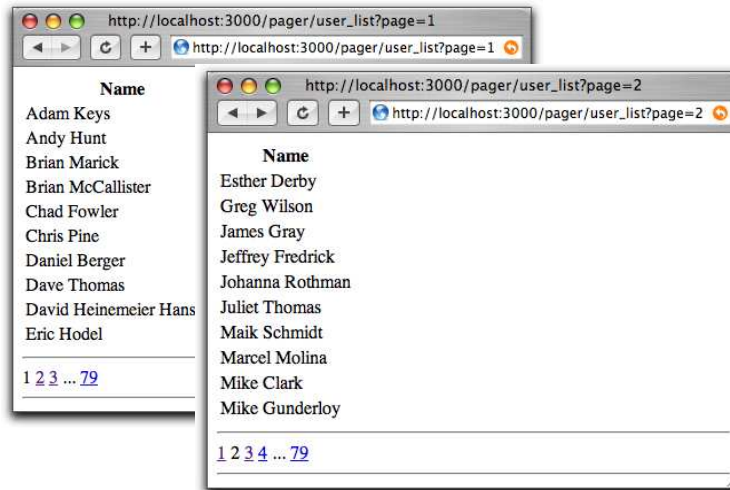 http://localhost:3000/pager/user_list?page=1
http://localhost:3000/pager/user_list?page=1
Name
Adam Keys
Andy Hunt
Brian Marick
Brian McCallister
Chad Fowler
Chris Pine
Daniel Berger
Dave Thomas
David Heinemeier Hans
Eric Hodel
1 2 3 ... 79
http://localhost:3000/pager/user_list?page=2
http://localhost:3000/pager/user_list?page=2
Name
Esther Derby
Greg Wilson
James Gray
Jeffrey Fredrick
Johanna Rothman
Juliet Thomas
Maik Schmidt
Marcel Molina
Mike Clark
Mike Gunderloy
1 2 3 4 ... 79